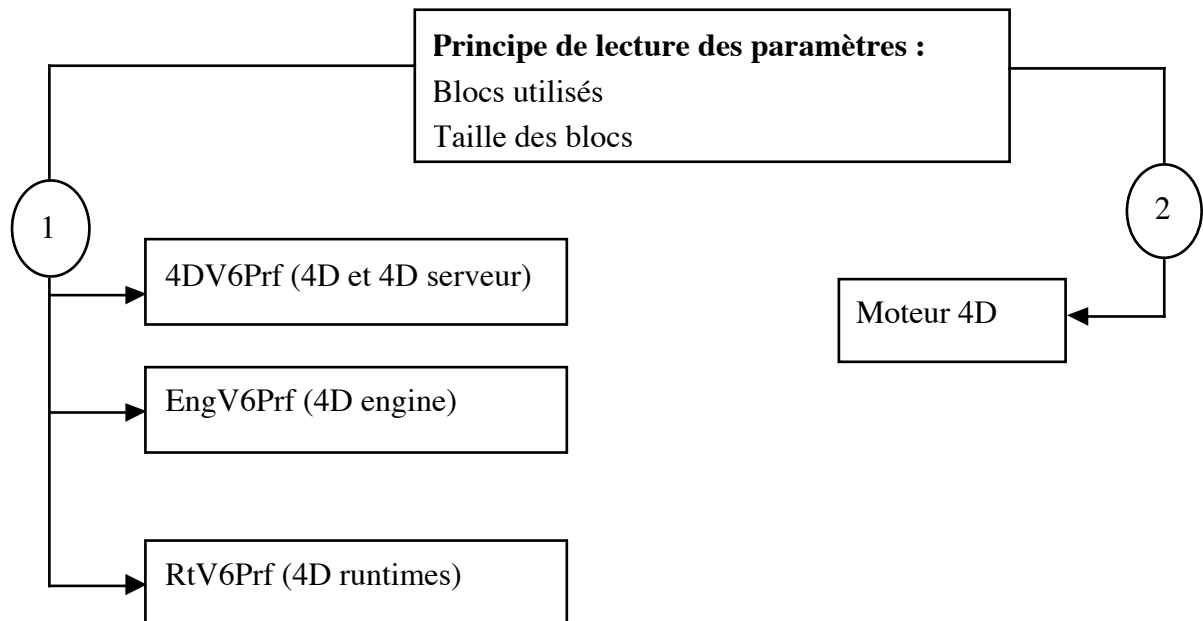 Principe de lecture des paramètres :
Blocs utilisés
Taille des blocs
1
2
4DV6Prf (4D et 4D serveur)
Moteur 4D
EngV6Prf (4D engine)
RtV6Prf (4D runtimes)